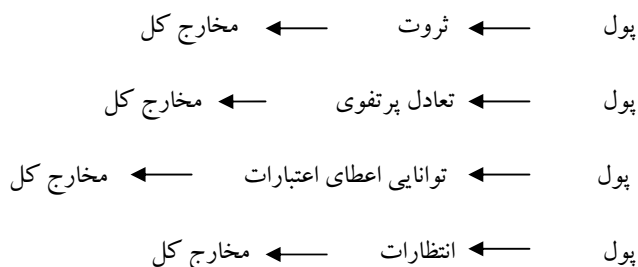 پول ← ثروت ← مخارج کل
پول ← تعادل پرتفوی ← مخارج کل
پول ← توانایی اعطای اعتبارات ← مخارج کل
پول ← انتظارات ← مخارج کل